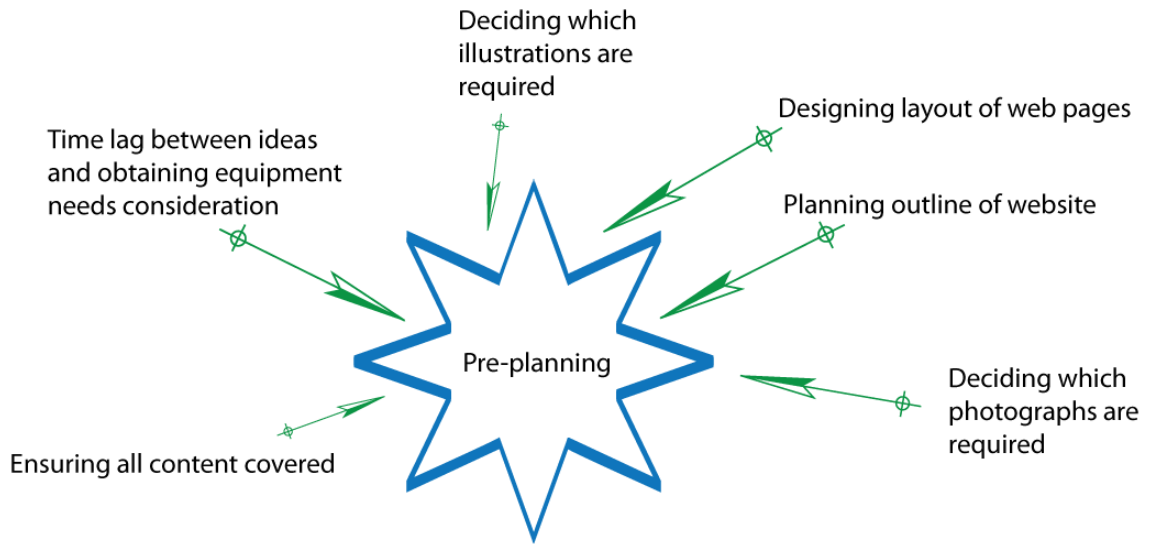 Deciding which
illustrations are
required
Designing layout of web pages
Time lag between ideas
and obtaining equipment
needs consideration
Planning outline of website
Pre-planning
Deciding which
photographs are
required
Ensuring all content covered